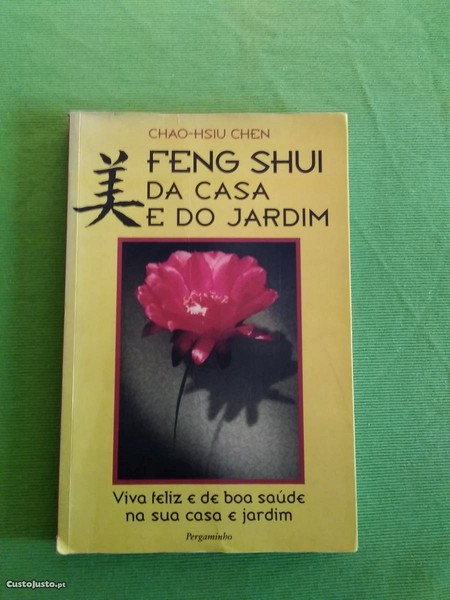 CHAO-HSIU CHEN
美 FENG SHUI
DA CASA
E DO JARDIM
Viva feliz e de boa saúde
na sua casa e jardim
Pergaminho
CustoJusto.pt